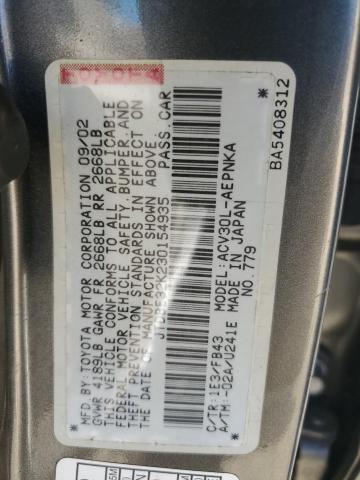 MFD.BY:TOYOTA MOTOR CORPORATION 09/02
GVWR 4189LB GAWR FR 2668LB RR 2668LB
THIS VEHICLE CONFORMS TO ALL APPLICABLE
FEDERAL MOTOR VEHICLE SAFETY, BUMPER, AND
THEFT PREVENTION STANDARDS IN EFFECT ON
THE DATE OF MANUFACTURE SHOWN ABOVE.
PASS.CAR
C/TR:1E3/FB43
A/TM:-02A/U241E
MODEL:ACV30L-AEPNKA
MADE IN JAPAN
NO.779
BA5408312